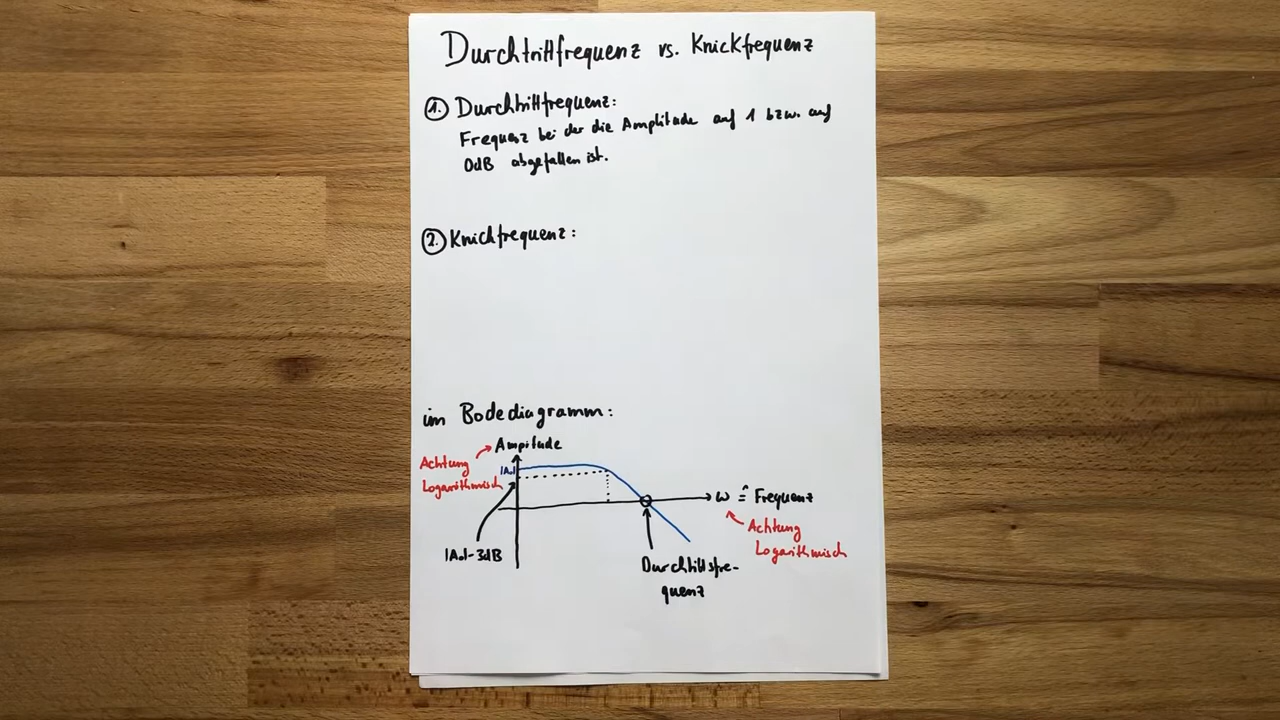 Durchtrittfrequenz vs. Knickfrequenz
1. Durchtrittfrequenz:
Frequenz bei der die Amplitude auf 1 bzw. auf
0dB abgefallen ist.
2. Knickfrequenz:
im Bodediagramm:
Amplitude
Achtung
Logarithmisch
|A₀|
ω ≙ Frequenz
Achtung
Logarithmisch
|A₀|-3dB
Durchtittsfre-
quenz